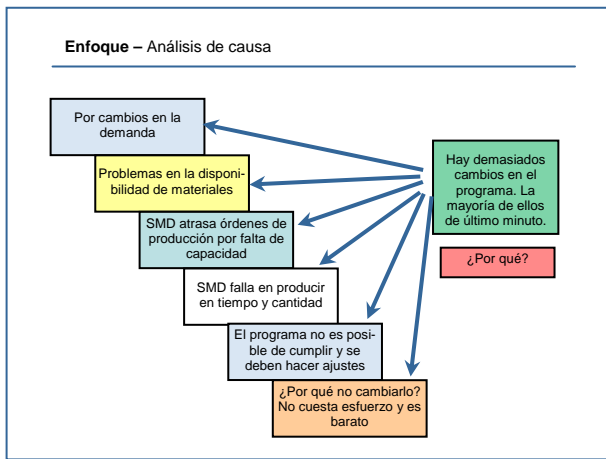 Enfoque – Análisis de causa
Por cambios en la
demanda
Problemas en la disponi-
bilidad de materiales
SMD atrasa órdenes de
producción por falta de
capacidad
SMD falla en producir
en tiempo y cantidad
El programa no es posi-
ble de cumplir y se
deben hacer ajustes
¿Por qué no cambiarlo?
No cuesta esfuerzo y es
barato
Hay demasiados
cambios en el
programa. La
mayoría de ellos
de último minuto.
¿Por qué?